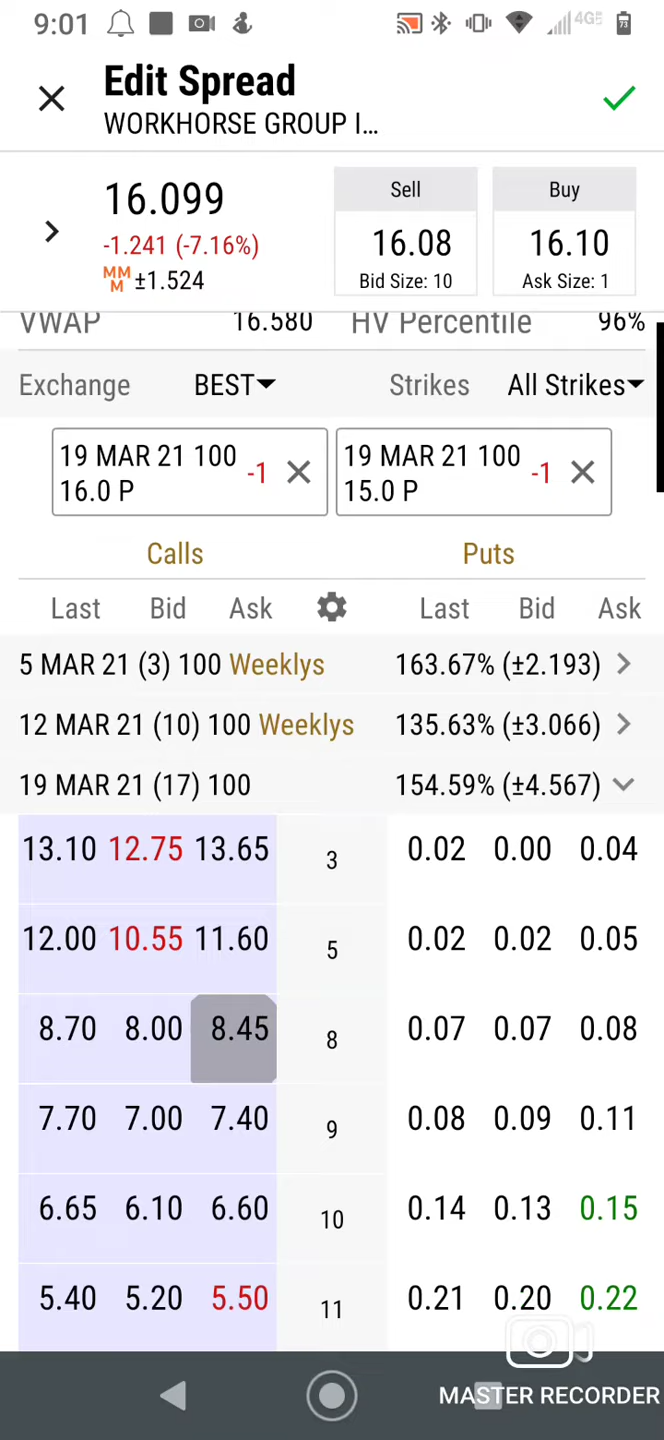 9:01 4GE 73
Edit Spread
WORKHORSE GROUP I...
16.099
-1.241 (-7.16%)
MM
M ±1.524
Sell
16.08
Bid Size: 10
Buy
16.10
Ask Size: 1
VWAP 16.580 HV Percentile 96%
Exchange BEST Strikes All Strikes
19 MAR 21 100
16.0 P -1
19 MAR 21 100
15.0 P -1
Calls Puts
Last Bid Ask Last Bid Ask
5 MAR 21 (3) 100 Weeklys 163.67% (±2.193)
12 MAR 21 (10) 100 Weeklys 135.63% (±3.066)
19 MAR 21 (17) 100 154.59% (±4.567)
13.10 12.75 13.65 3 0.02 0.00 0.04
12.00 10.55 11.60 5 0.02 0.02 0.05
8.70 8.00 8.45 8 0.07 0.07 0.08
7.70 7.00 7.40 9 0.08 0.09 0.11
6.65 6.10 6.60 10 0.14 0.13 0.15
5.40 5.20 5.50 11 0.21 0.20 0.22
MASTER RECORDER